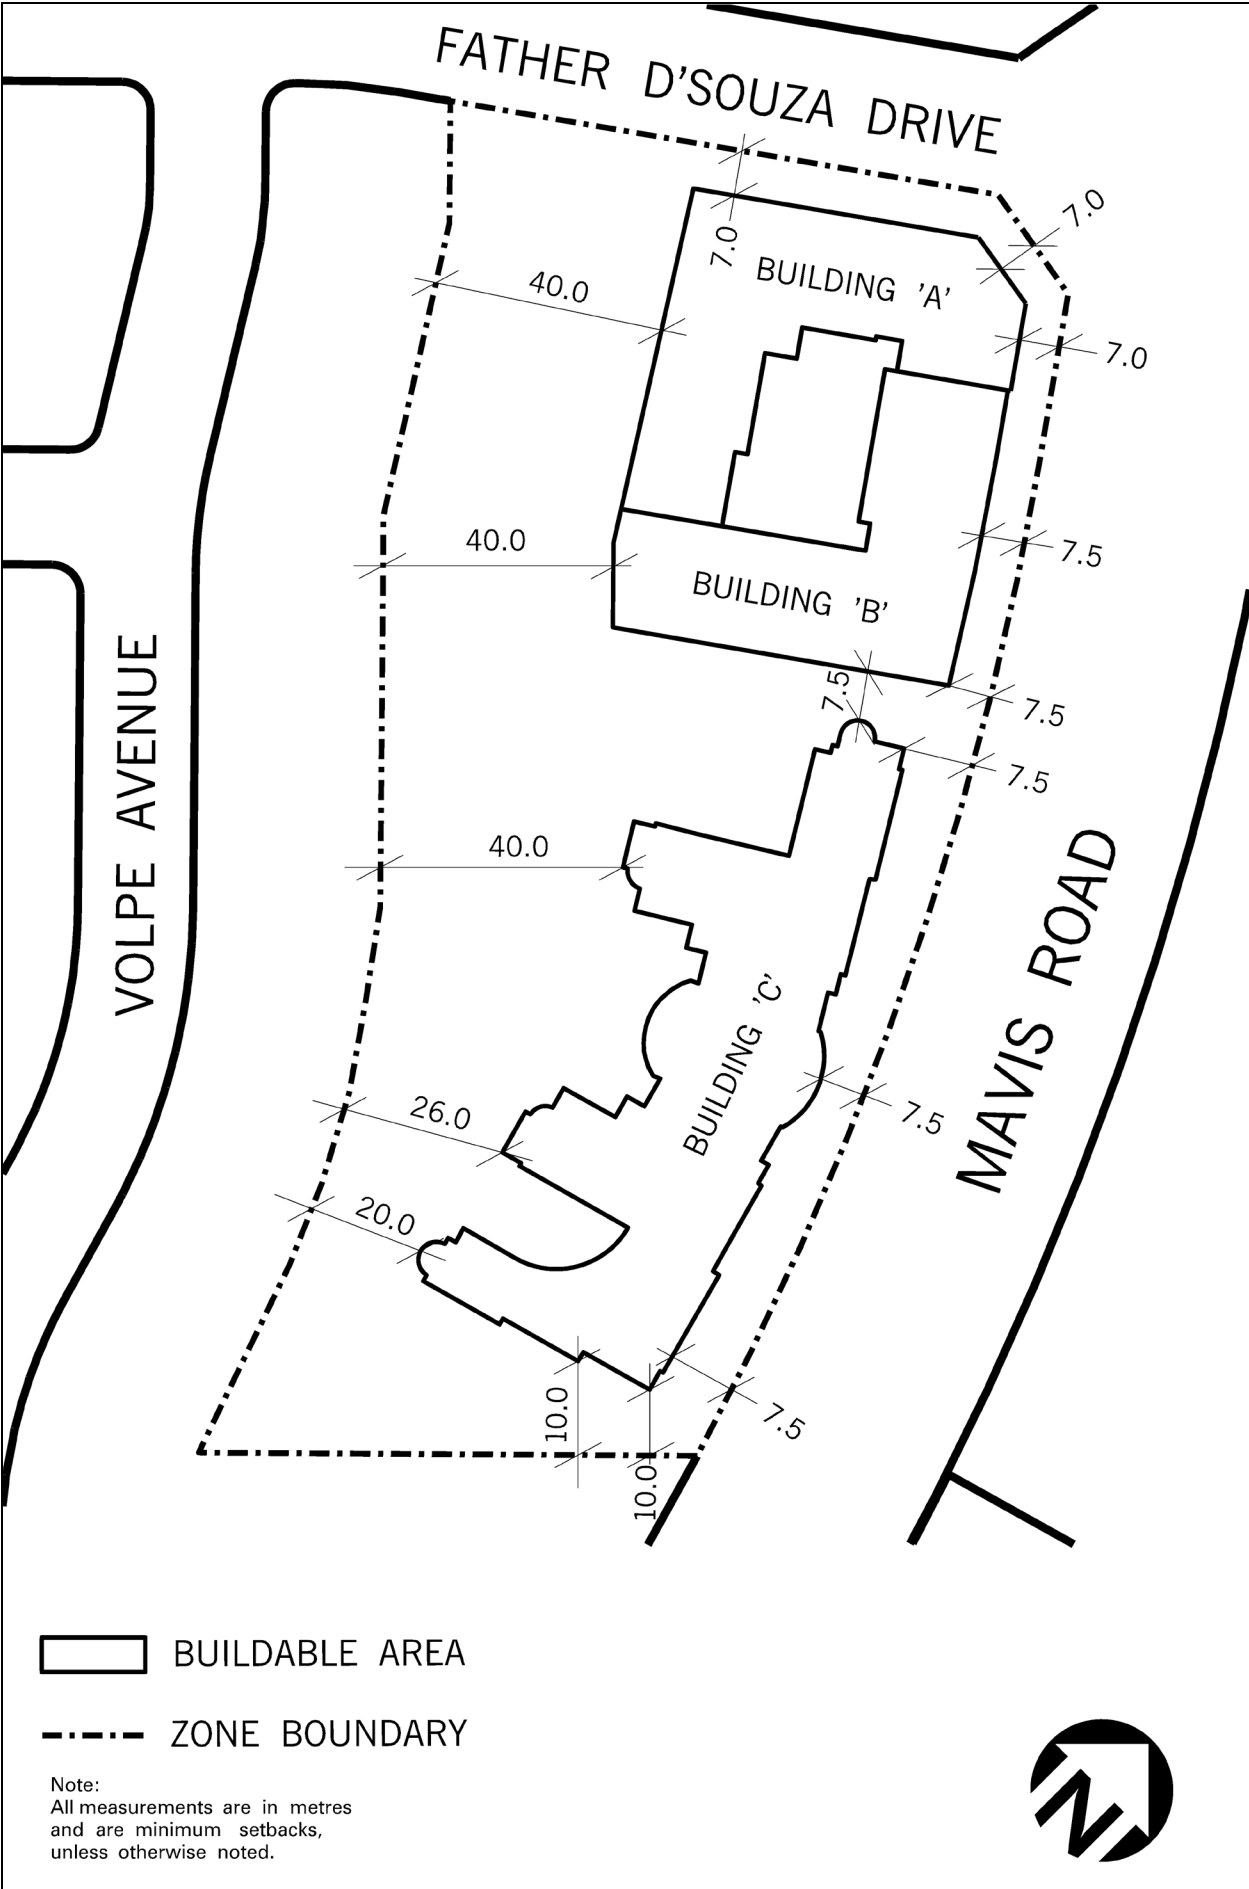 FATHER D'SOUZA DRIVE
7.0
7.0
BUILDING 'A'
40.0
7.0
40.0
7.5
BUILDING 'B'
7.5
7.5
7.5
VOLPE AVENUE
40.0
MAVIS ROAD
BUILDING 'C'
26.0
7.5
20.0
10.0
7.5
10.0
BUILDABLE AREA
ZONE BOUNDARY
Note:
All measurements are in metres
and are minimum setbacks,
unless otherwise noted.
N